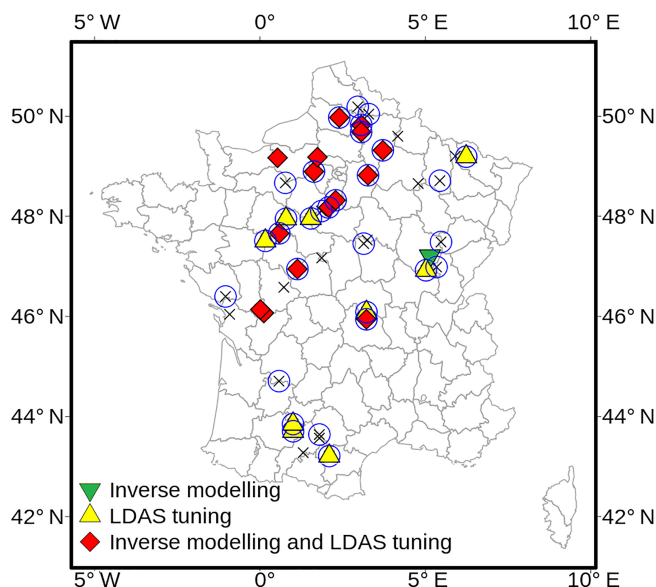 5° W 0° 5° E 10° E
50° N 50° N
48° N 48° N
46° N 46° N
44° N 44° N
42° N 42° N
Inverse modelling
LDAS tuning
Inverse modelling and LDAS tuning
5° W 0° 5° E 10° E